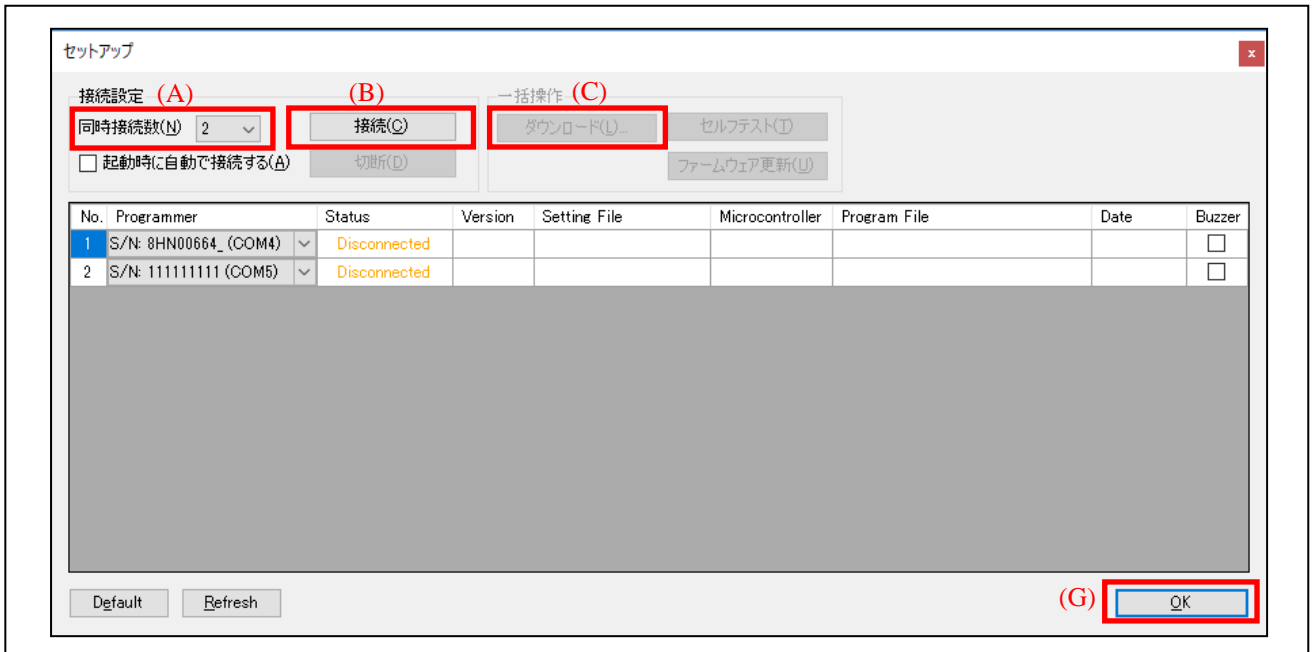 セットアップ
x
接続設定 (A) (B) 一括操作 (C)
同時接続数(N) 2 接続(C) ダウンロード(L)... セルフテスト(T)
起動時に自動で接続する(A) 切断(D) ファームウェア更新(U)
No. Programmer Status Version Setting File Microcontroller Program File Date Buzzer
1 S/N: 8HN00664_ (COM4) Disconnected
2 S/N: 111111111 (COM5) Disconnected
Default Refresh (G) OK